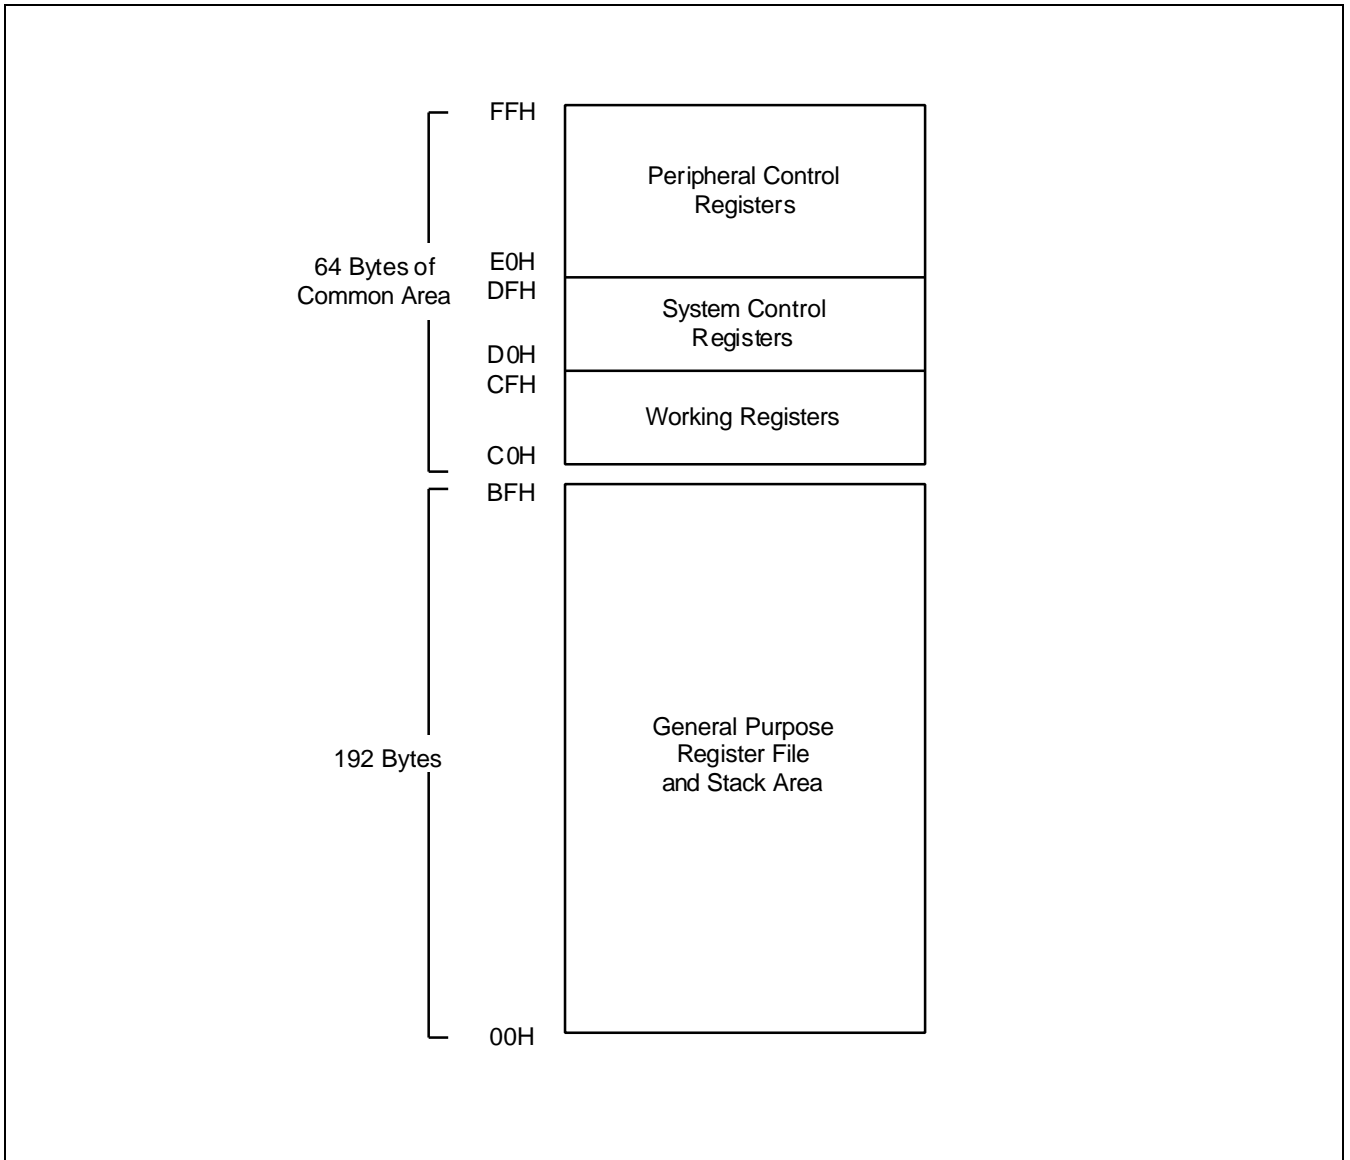 FFH
Peripheral Control
Registers
E0H
64 Bytes of
Common Area
DFH
System Control
Registers
D0H
CFH
Working Registers
C0H
BFH
General Purpose
Register File
and Stack Area
192 Bytes
00H